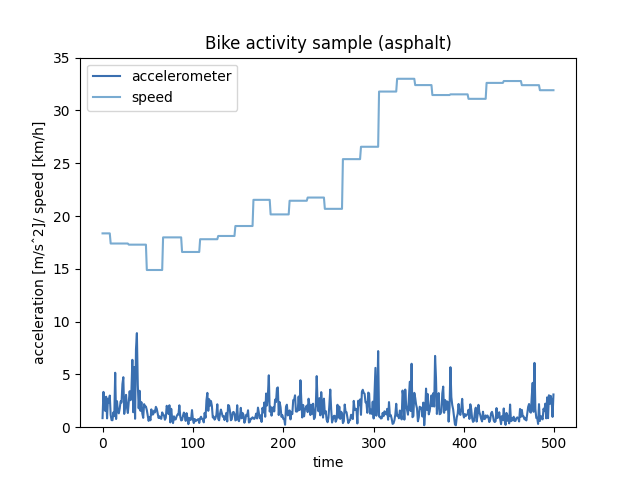 Bike activity sample (asphalt)
accelerometer
speed
35
30
25
20
15
10
5
0
acceleration [m/s^2]/ speed [km/h]
0 100 200 300 400 500
time